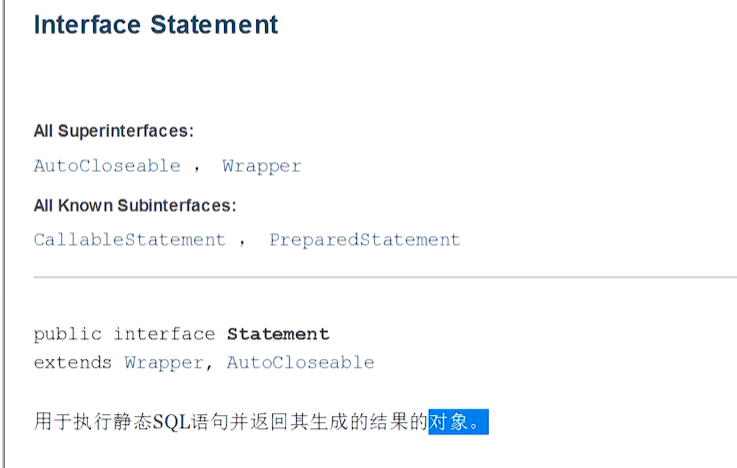 Interface Statement
All Superinterfaces:
AutoCloseable ， Wrapper
All Known Subinterfaces:
CallableStatement ， PreparedStatement
public interface Statement
extends Wrapper, AutoCloseable
用于执行静态SQL语句并返回其生成的结果的对象。